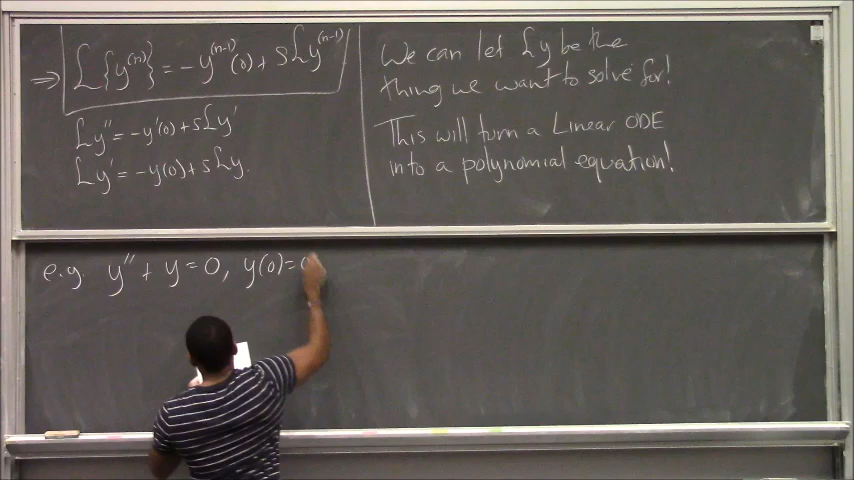 ⇒ ℒ{y⁽ⁿ⁾} = -y⁽ⁿ⁻¹⁾(0) + Sℒy⁽ⁿ⁻¹⁾
ℒy'' = -y'(0) + sℒy'
ℒy' = -y(0) + sℒy.
We can let ℒy be the
thing we want to solve for!
This will turn a Linear ODE
into a polynomial equation!
e.g. y'' + y = 0, y(0)=